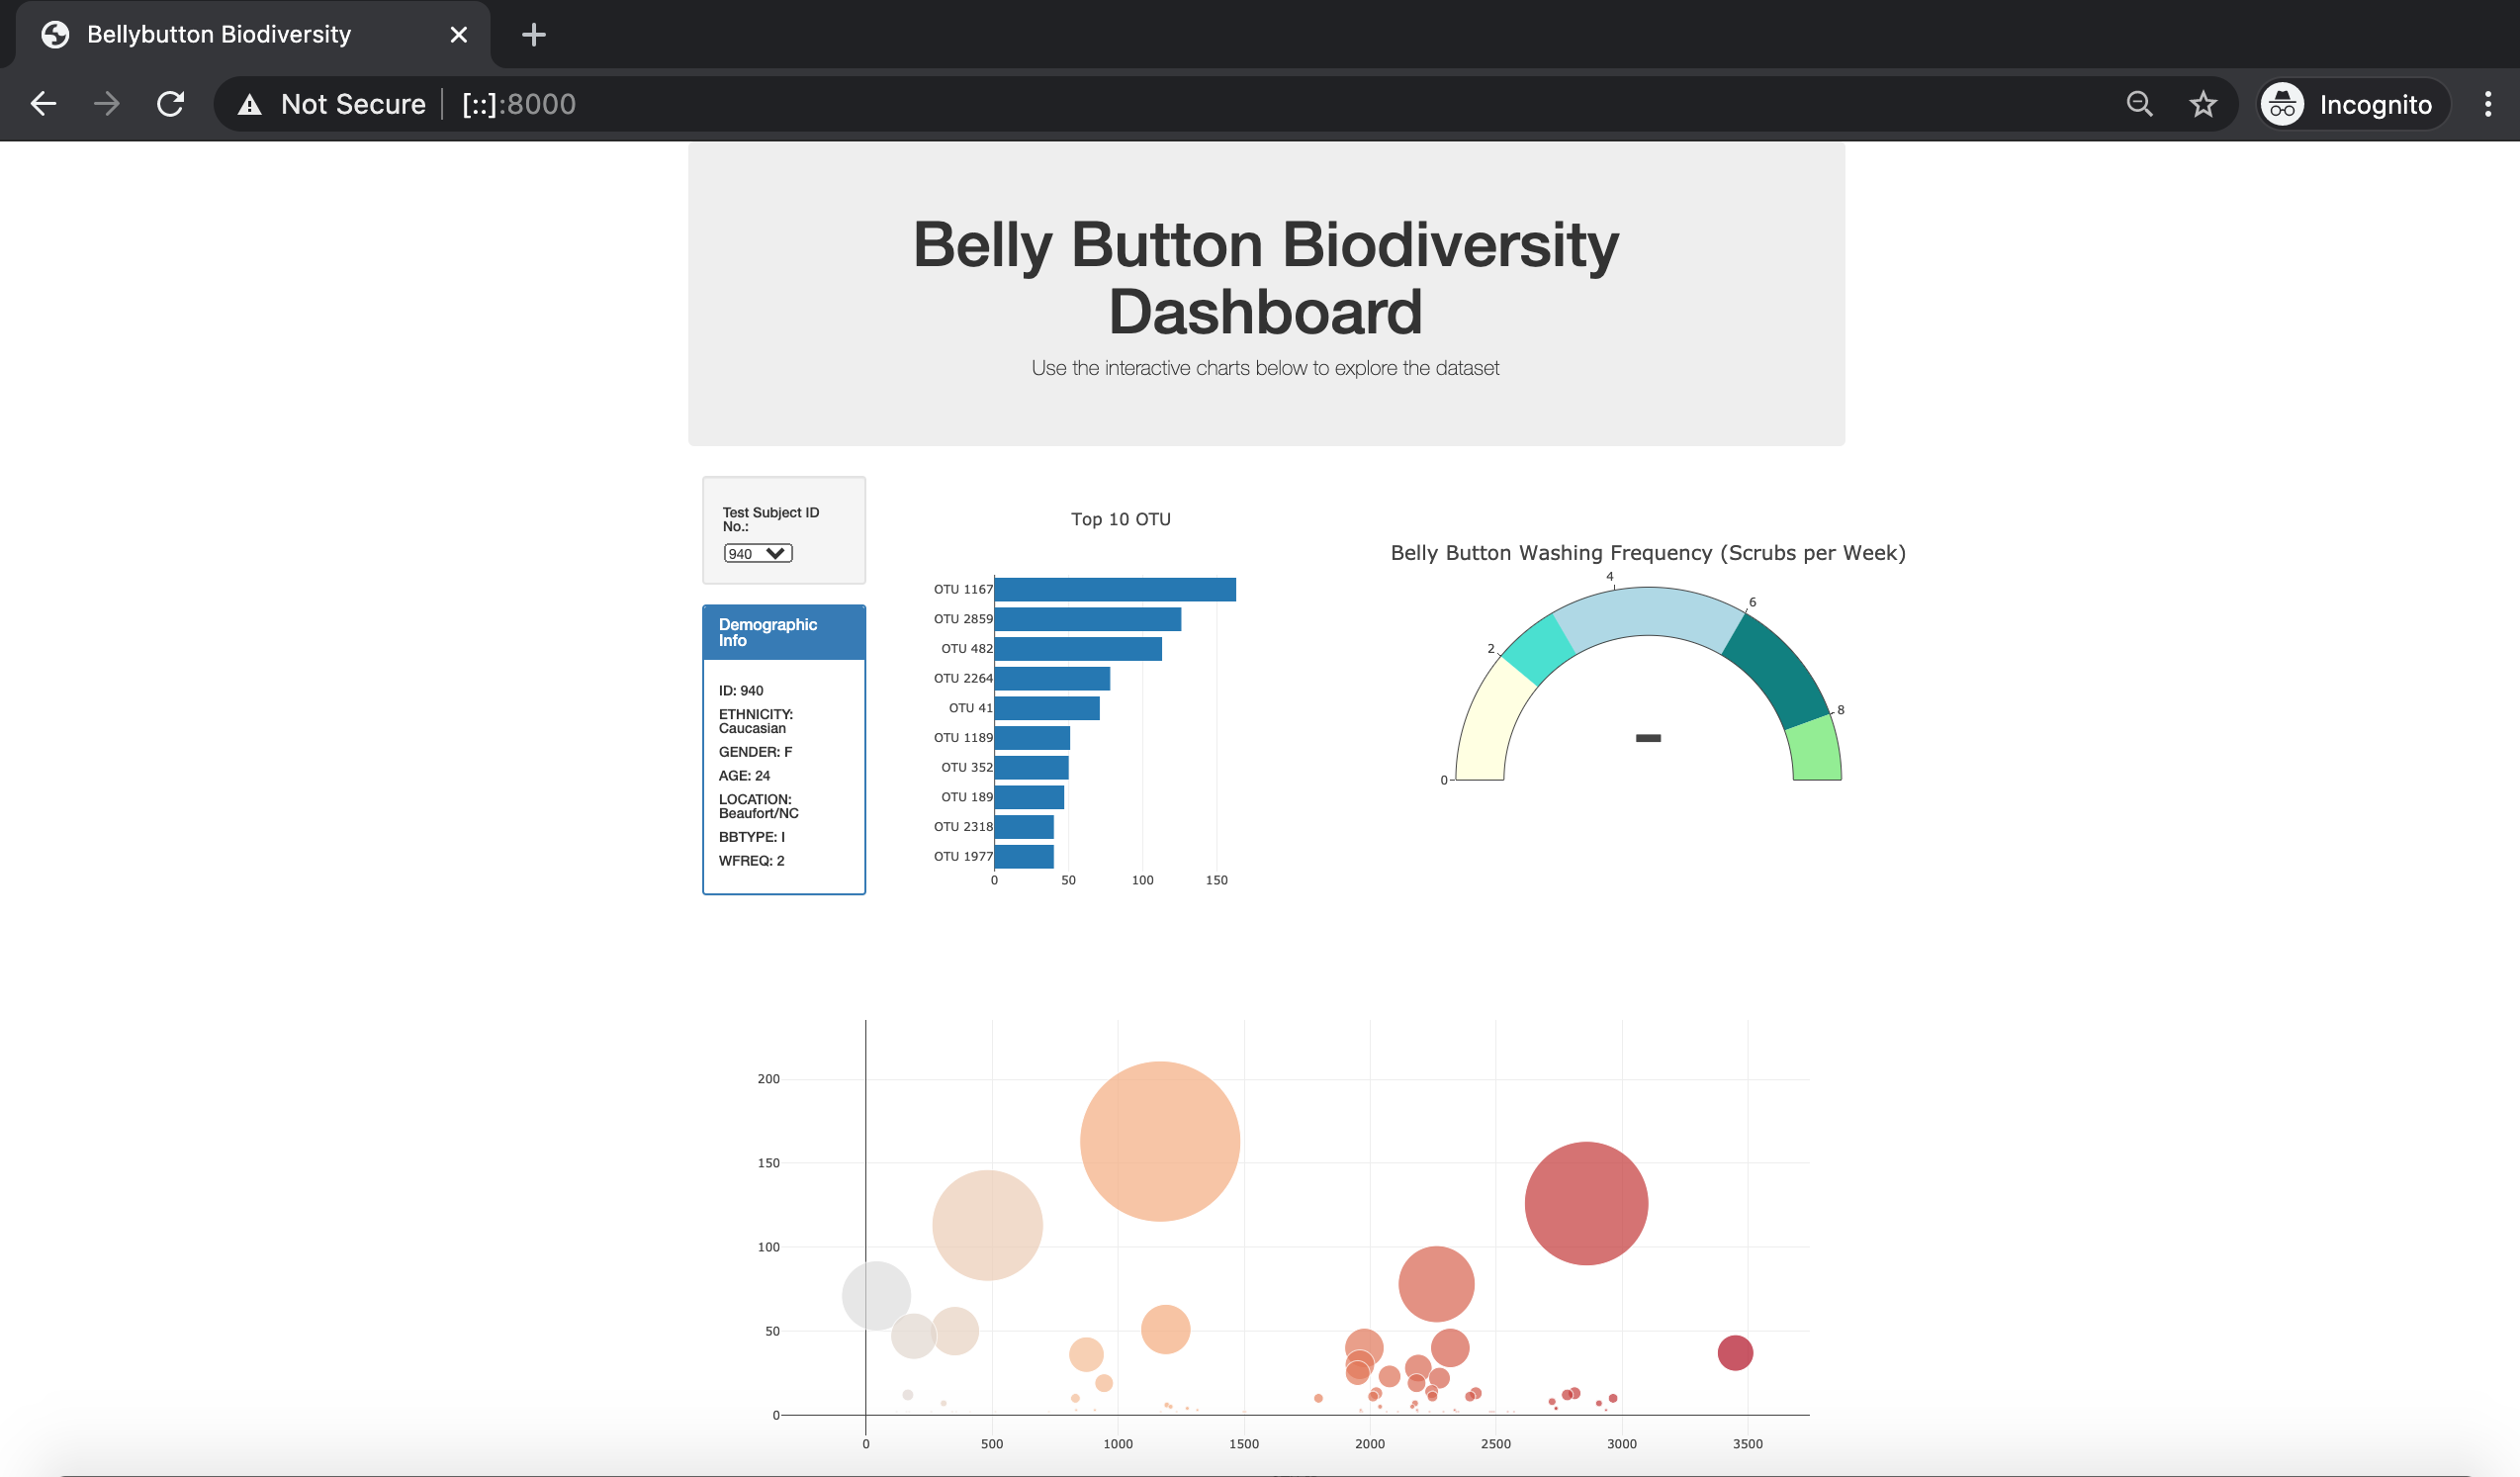 Bellybutton Biodiversity
Not Secure
[::]:8000
Incognito
Belly Button Biodiversity
Dashboard
Use the interactive charts below to explore the dataset
Test Subject ID
No.:
940
Demographic
Info
ID: 940
ETHNICITY:
Caucasian
GENDER: F
AGE: 24
LOCATION:
Beaufort/NC
BBTYPE: I
WFREQ: 2
Top 10 OTU
OTU 1167
OTU 2859
OTU 482
OTU 2264
OTU 41
OTU 1189
OTU 352
OTU 189
OTU 2318
OTU 1977
0 50 100 150
Belly Button Washing Frequency (Scrubs per Week)
0
2
4
6
8
-
200
150
100
50
0
0 500 1000 1500 2000 2500 3000 3500